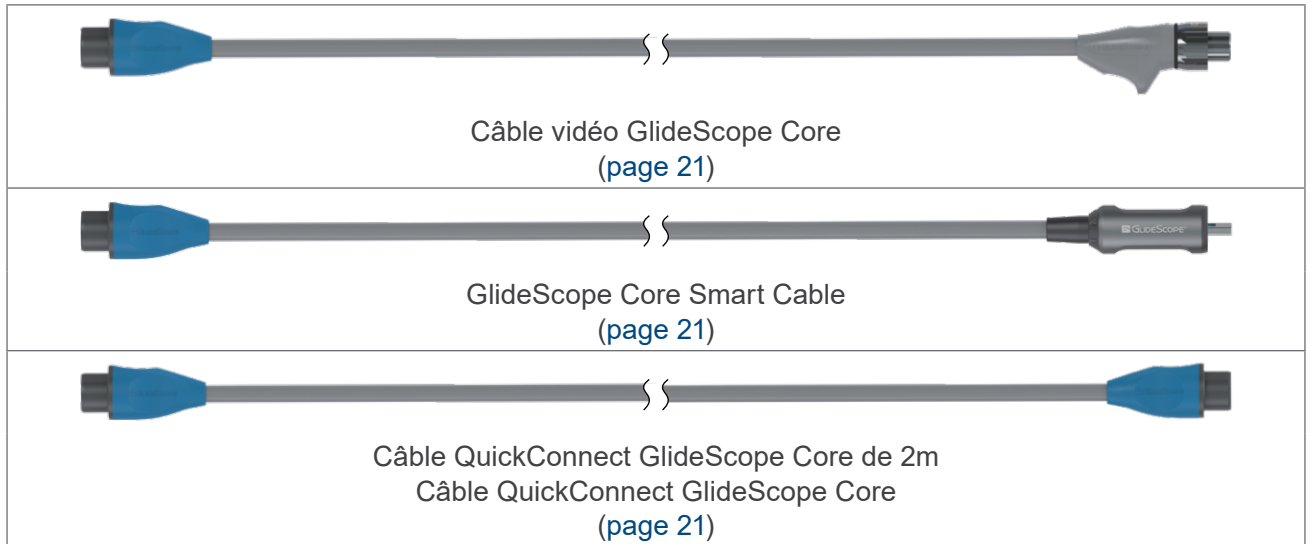 Câble vidéo GlideScope Core
(page 21)
GLIDESCOPE
GlideScope Core Smart Cable
(page 21)
Câble QuickConnect GlideScope Core de 2m
Câble QuickConnect GlideScope Core
(page 21)